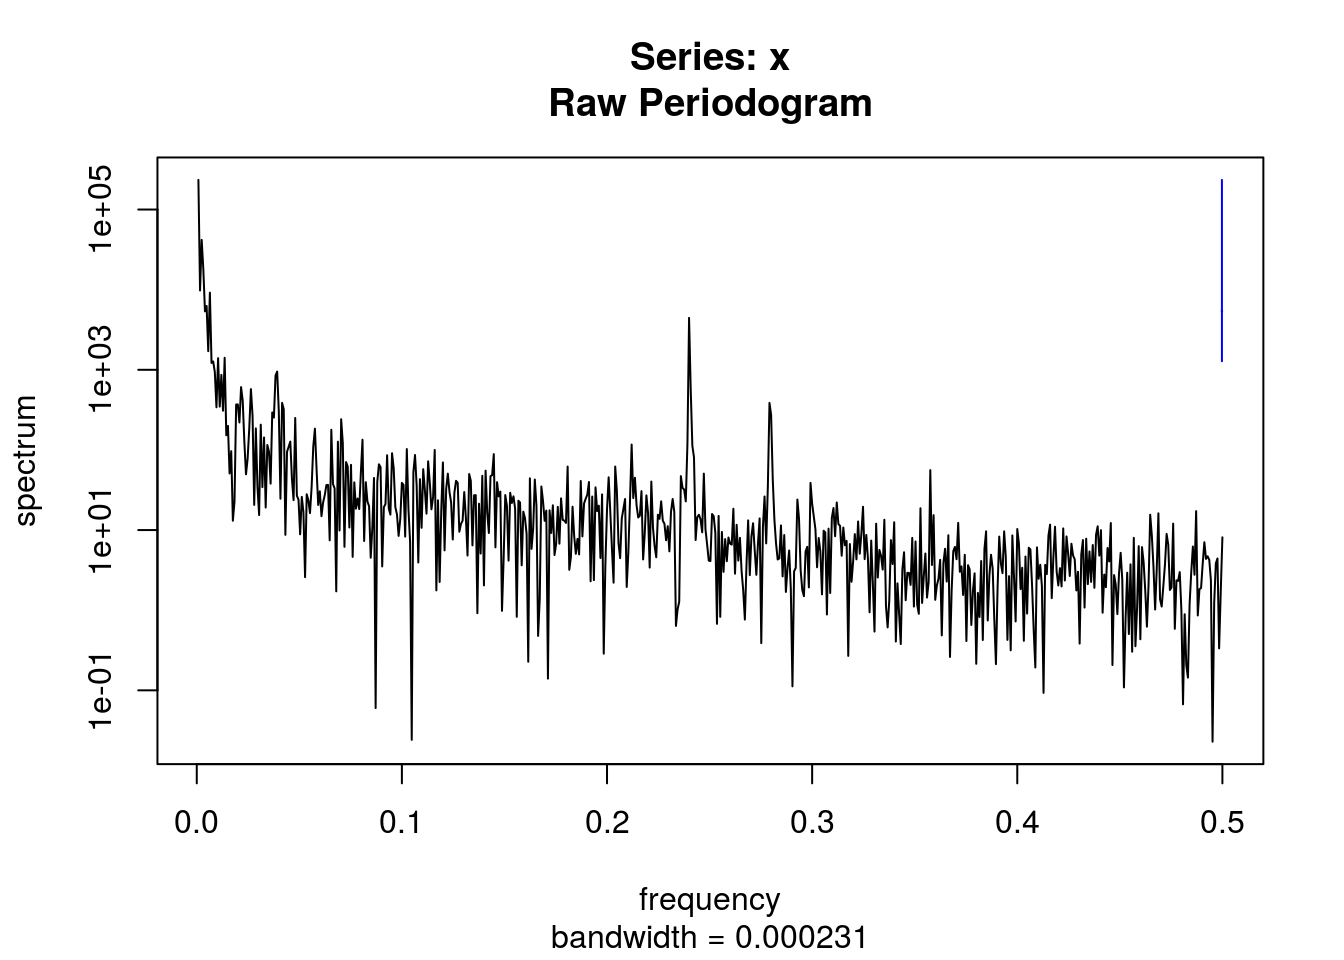 Series: x
Raw Periodogram
1e+05
1e+03
1e+01
1e-01
spectrum
0.0 0.1 0.2 0.3 0.4 0.5
frequency
bandwidth = 0.000231